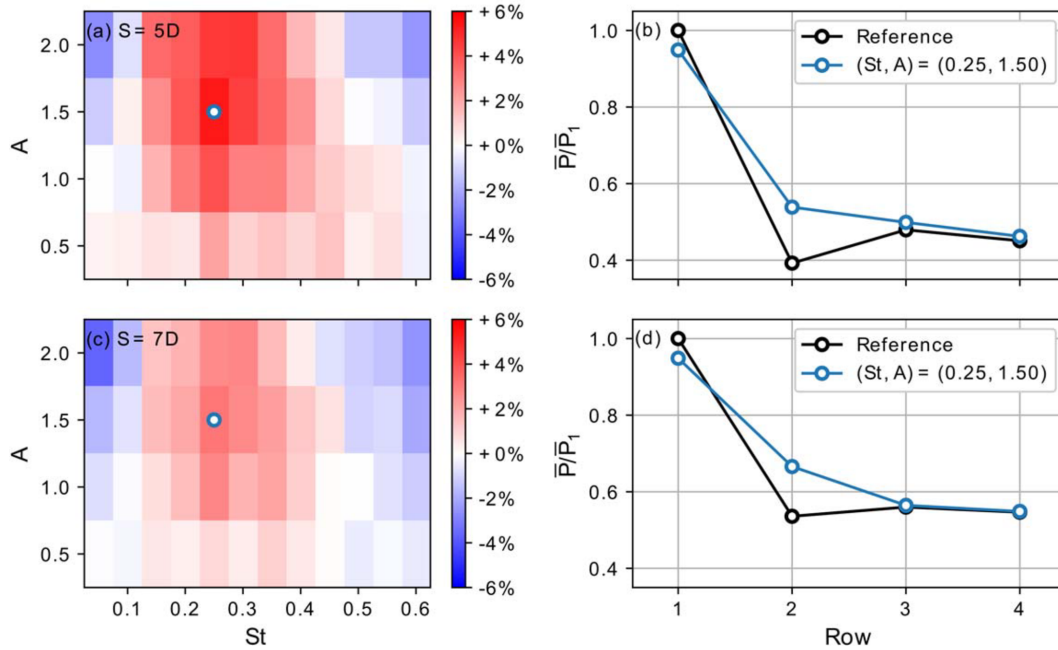 (a) S= 5D
2.0
1.5
1.0
0.5
A
+ 6%
+ 4%
+ 2%
0%
-2%
-4%
-6%
(b)
Reference
(St, A) = (0.25, 1.50)
1.0
0.8
0.6
0.4
P̅/P̅₁
(c) S= 7D
2.0
1.5
1.0
0.5
A
0.1 0.2 0.3 0.4 0.5 0.6
St
+ 6%
+ 4%
+ 2%
0%
-2%
-4%
-6%
(d)
Reference
(St, A) = (0.25, 1.50)
1.0
0.8
0.6
0.4
P̅/P̅₁
1 2 3 4
Row